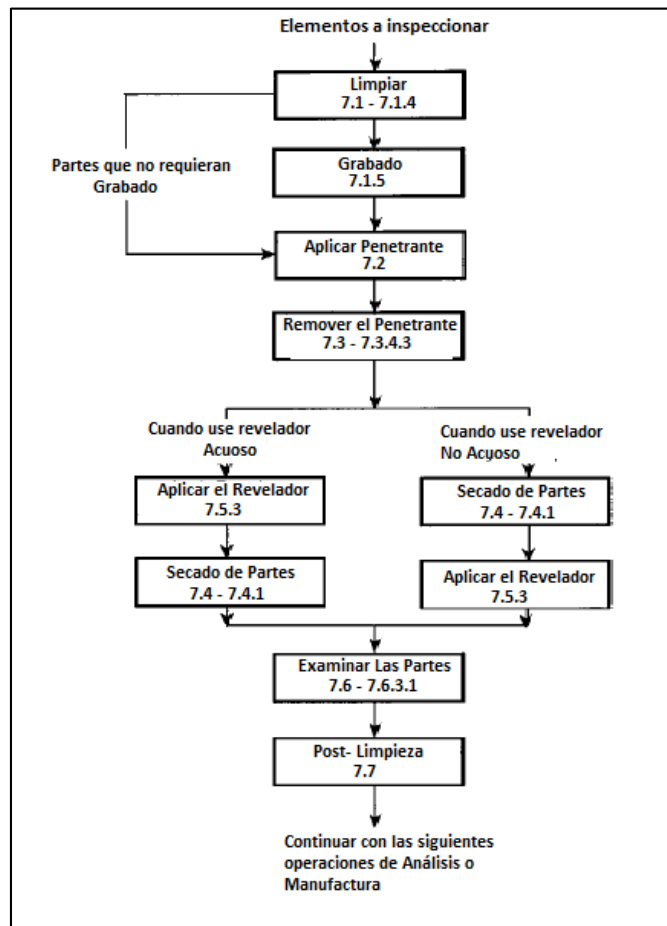 Elementos a inspeccionar
Limpiar
7.1 - 7.1.4
Partes que no requieran
Grabado
Grabado
7.1.5
Aplicar Penetrante
7.2
Remover el Penetrante
7.3 - 7.3.4.3
Cuando use revelador
Acuoso
Aplicar el Revelador
7.5.3
Secado de Partes
7.4 - 7.4.1
Cuando use revelador
No Acuoso
Secado de Partes
7.4 - 7.4.1
Aplicar el Revelador
7.5.3
Examinar Las Partes
7.6 - 7.6.3.1
Post- Limpieza
7.7
Continuar con las siguientes
operaciones de Análisis o
Manufactura